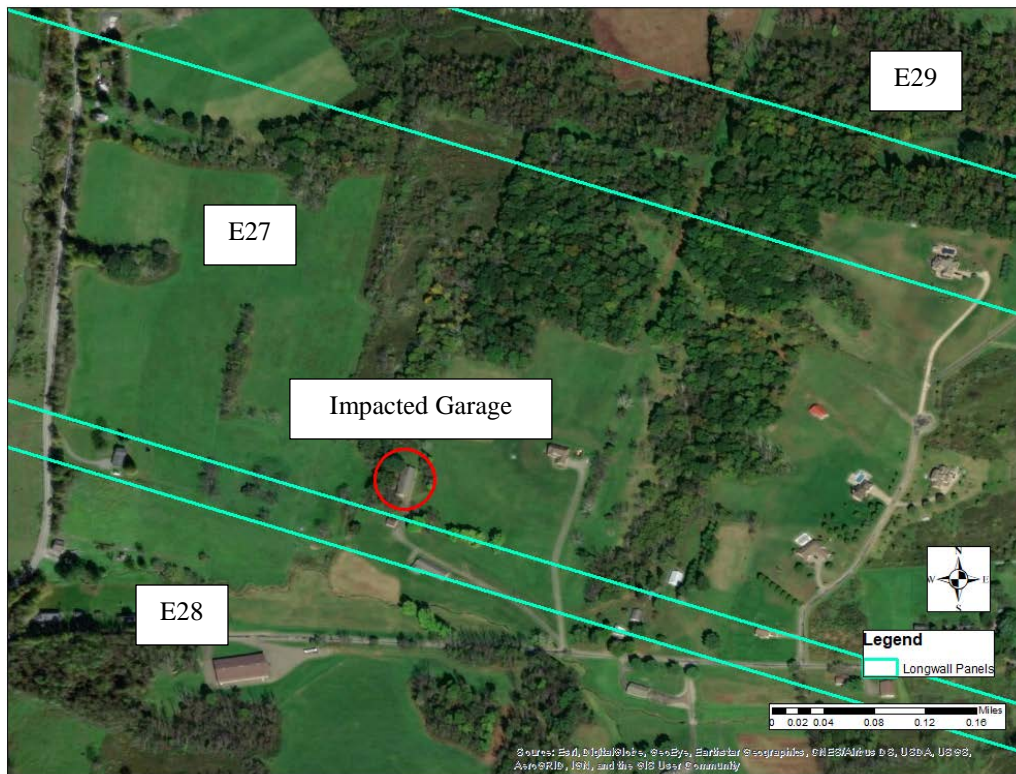 E29
E27
Impacted Garage
E28
N
W E
S
Legend
Longwall Panels
Miles
0 0.02 0.04 0.08 0.12 0.16
Source: Esri, DigitalGlobe, GeoEye, Earthstar Geographics, CNES/Airbus DS, USDA, USGS,
AeroGRID, IGN, and the GIS User Community